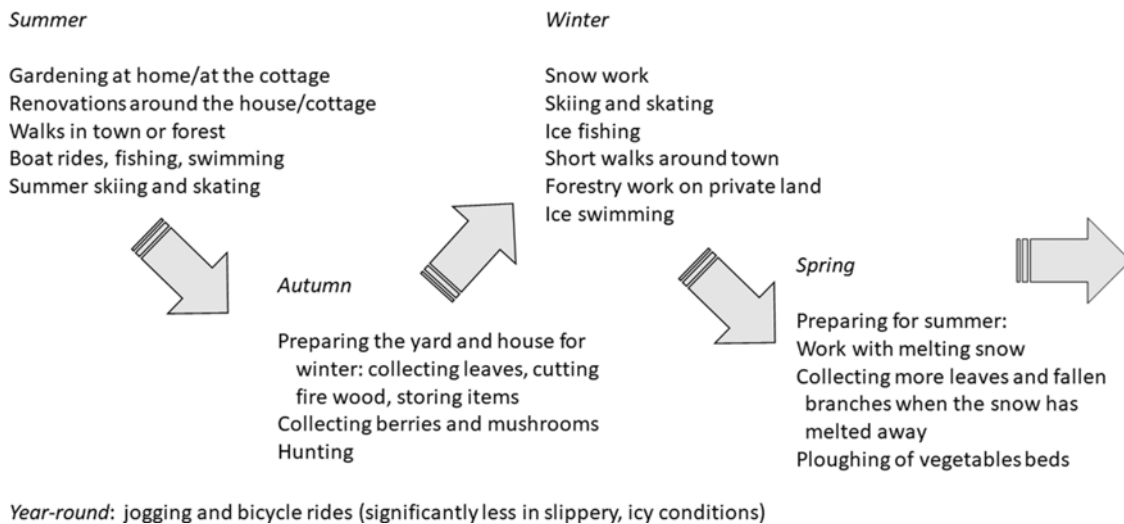 Summer
Gardening at home/at the cottage
Renovations around the house/cottage
Walks in town or forest
Boat rides, fishing, swimming
Summer skiing and skating
Autumn
Preparing the yard and house for
winter: collecting leaves, cutting
fire wood, storing items
Collecting berries and mushrooms
Hunting
Winter
Snow work
Skiing and skating
Ice fishing
Short walks around town
Forestry work on private land
Ice swimming
Spring
Preparing for summer:
Work with melting snow
Collecting more leaves and fallen
branches when the snow has
melted away
Ploughing of vegetables beds
Year-round: jogging and bicycle rides (significantly less in slippery, icy conditions)